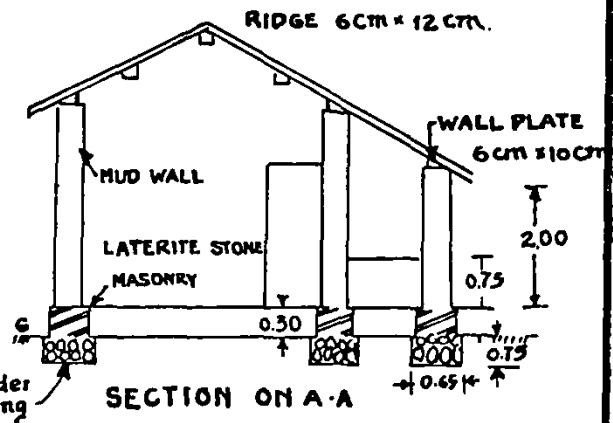 RIDGE 6cm × 12cm.
WALL PLATE
6cm × 10cm
MUD WALL
2.00
LATERITE STONE
MASONRY
0.75
0.30
G
0.75
0.65
SECTION ON A·A